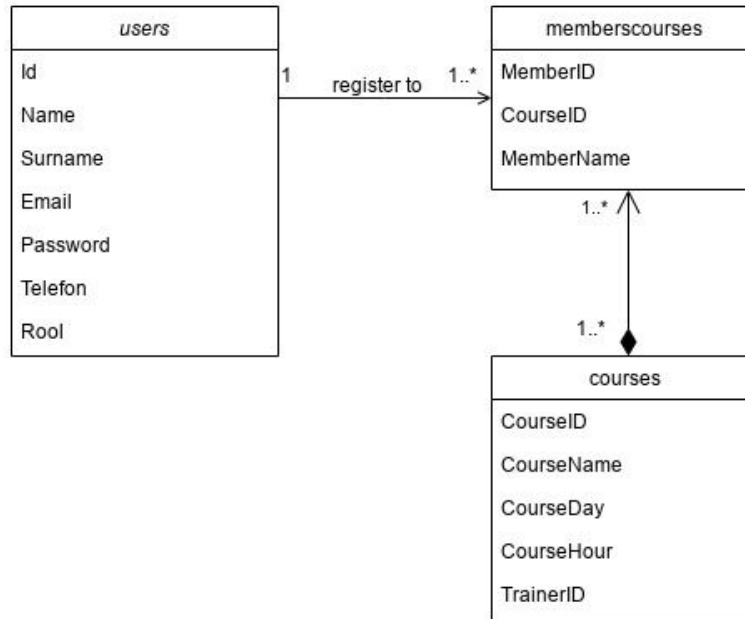 users
Id
Name
Surname
Email
Password
Telefon
Rool
1
register to
1..*
memberscourses
MemberID
CourseID
MemberName
1..*
1..*
courses
CourseID
CourseName
CourseDay
CourseHour
TrainerID